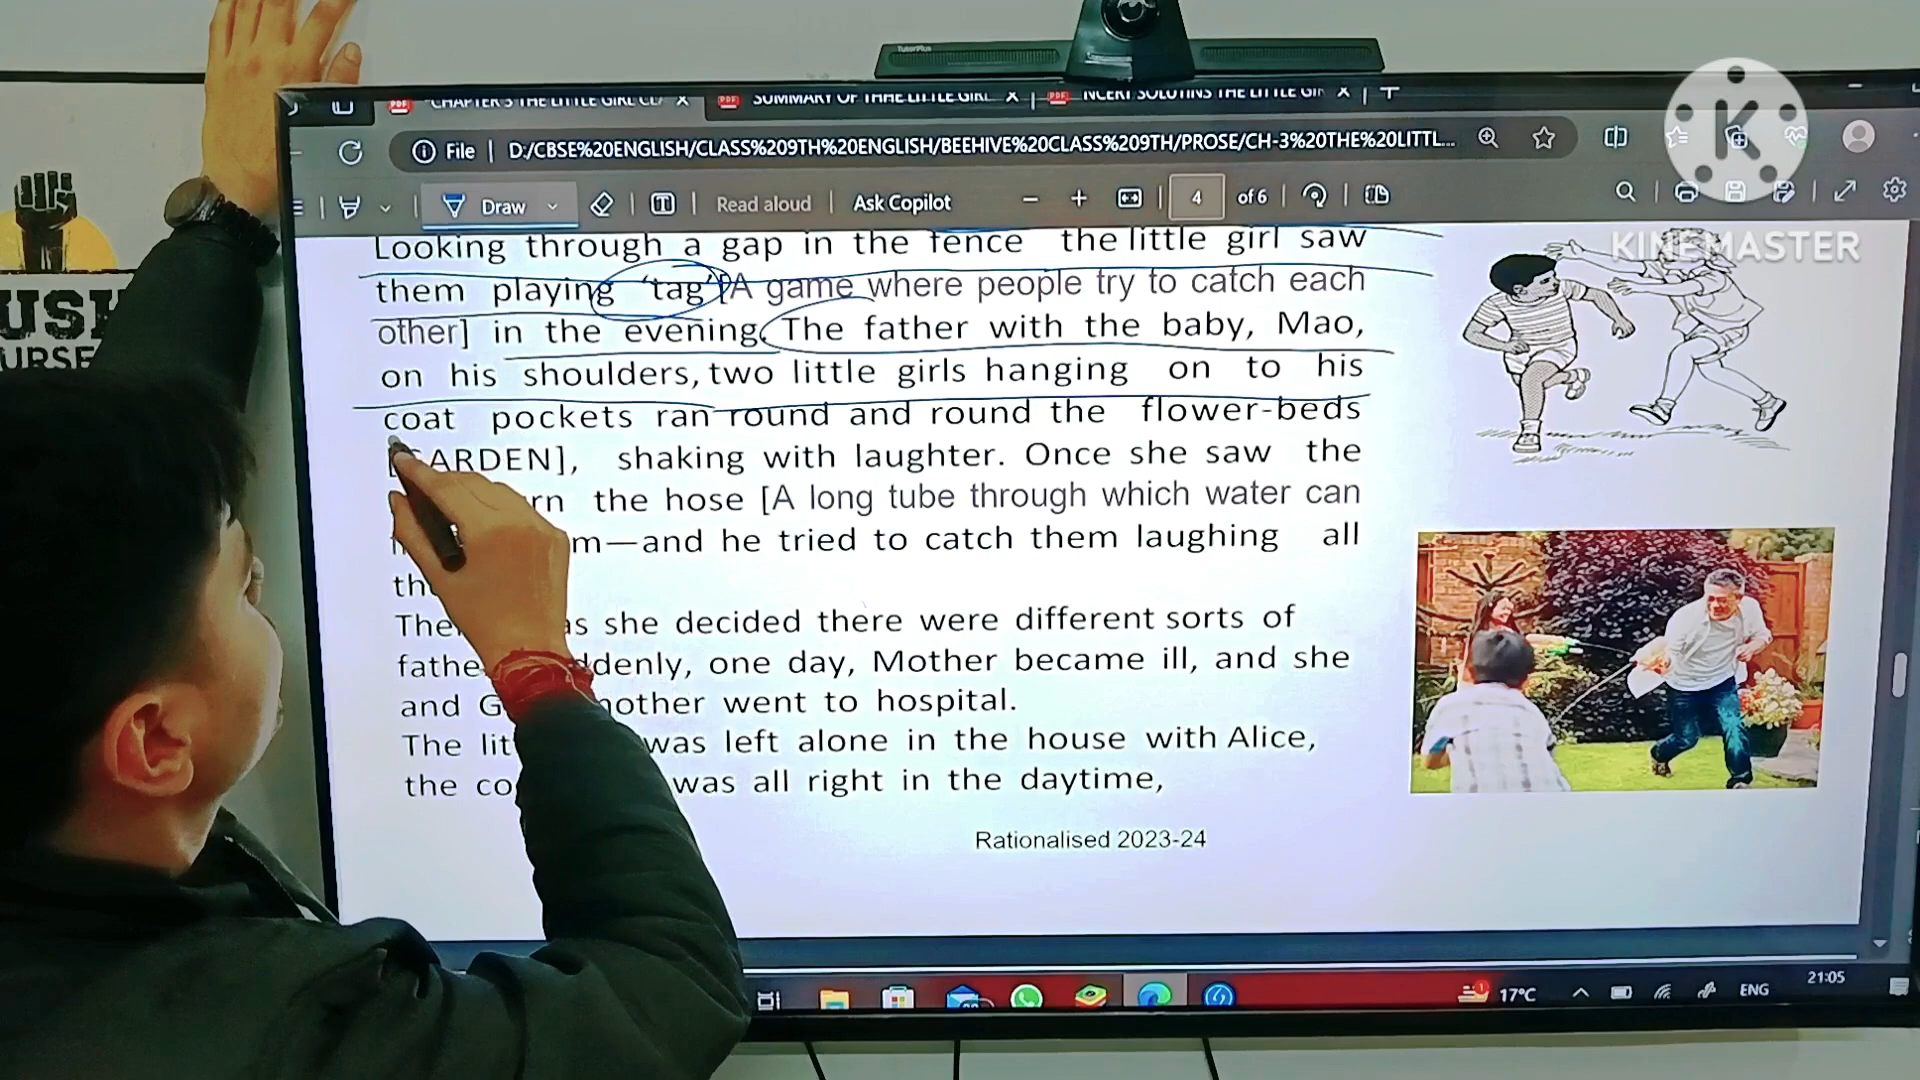 TutorPlus
CHAPTER 3 THE LITTLE GIRL CLA
SUMMARY OF THHE LITTLE GIRL
NCERT SOLUTINS THE LITTLE GIR
File | D:/CBSE%20ENGLISH/CLASS%209TH%20ENGLISH/BEEHIVE%20CLASS%209TH/PROSE/CH-3%20THE%20LITTL...
Draw
Read aloud
Ask Copilot
4 of 6
K
KINEMASTER
Looking through a gap in the fence the little girl saw
them playing ‘tag’[A game where people try to catch each
other] in the evening. The father with the baby, Mao,
on his shoulders, two little girls hanging on to his
coat pockets ran round and round the flower-beds
[GARDEN], shaking with laughter. Once she saw the
rn the hose [A long tube through which water can
m—and he tried to catch them laughing all
The as she decided there were different sorts of
fathe ddenly, one day, Mother became ill, and she
and G mother went to hospital.
The lit was left alone in the house with Alice,
the co was all right in the daytime,
Rationalised 2023-24
17°C
ENG
21:05